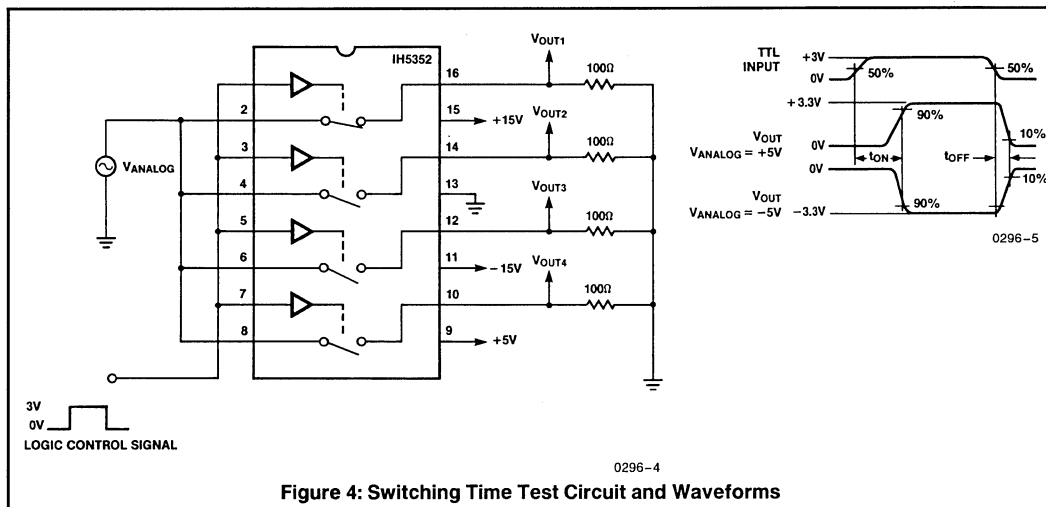 IH5352
VOUT1
100Ω
16
2
15
+15V
VOUT2
100Ω
3
14
VANALOG
4
13
VOUT3
100Ω
5
12
6
11
-15V
VOUT4
100Ω
7
10
8
9
+5V
3V
0V
LOGIC CONTROL SIGNAL
0296-4
TTL
INPUT
+3V
0V
50%
50%
+3.3V
90%
VOUT
VANALOG = +5V
0V
10%
tON
tOFF
0V
10%
VOUT
VANALOG = -5V
-3.3V
90%
0296-5
Figure 4: Switching Time Test Circuit and Waveforms